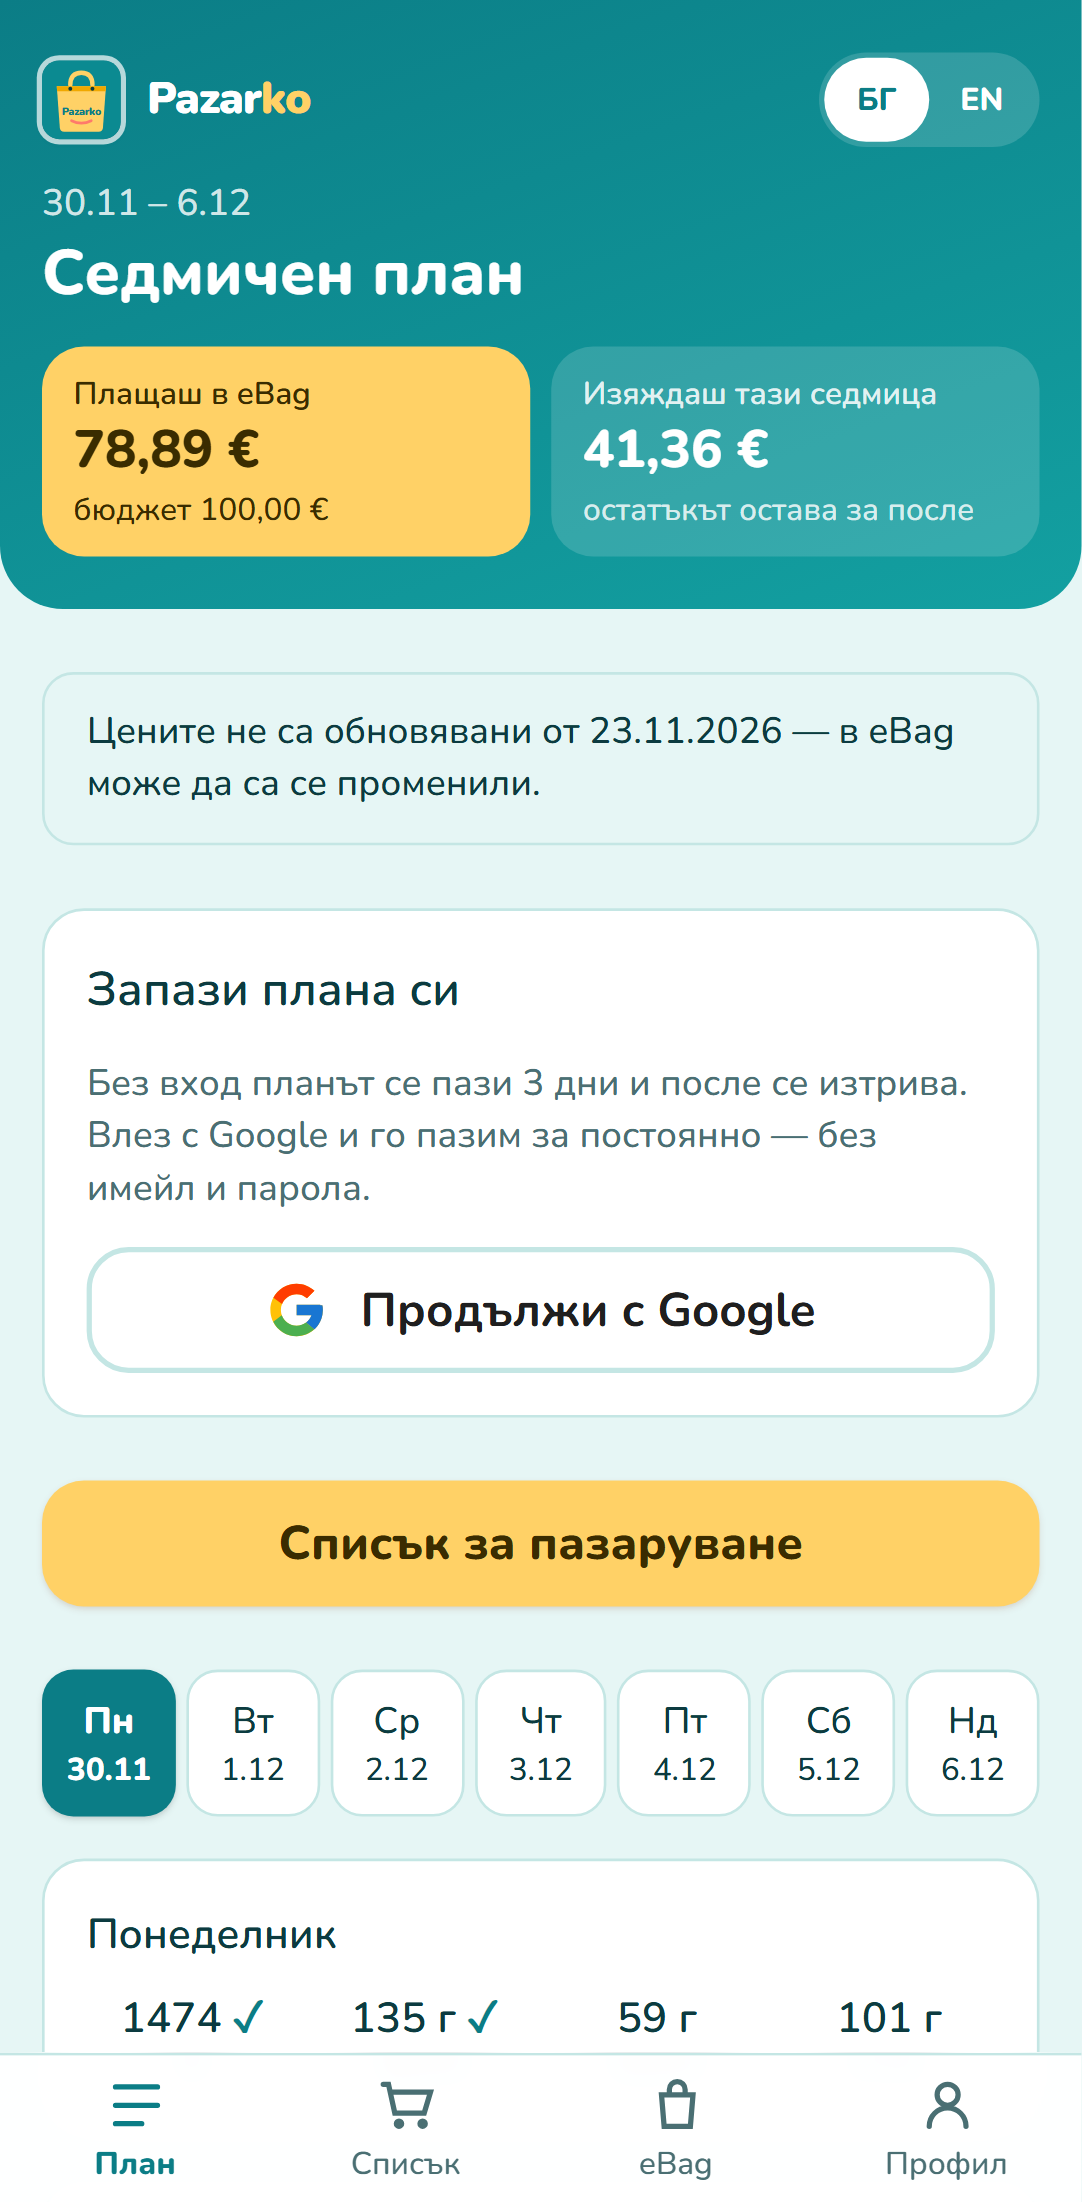 Pazarko
Pazarko
БГ
EN
30.11 – 6.12
Седмичен план
Плащаш в eBag
78,89 €
бюджет 100,00 €
Изяждаш тази седмица
41,36 €
остатъкът остава за после
Цените не са обновявани от 23.11.2026 — в eBag
може да са се променили.
Запази плана си
Без вход планът се пази 3 дни и после се изтрива.
Влез с Google и го пазим за постоянно — без
имейл и парола.
Продължи с Google
Списък за пазаруване
Пн
30.11
Вт
1.12
Ср
2.12
Чт
3.12
Пт
4.12
Сб
5.12
Нд
6.12
Понеделник
1474 ✓
135 г ✓
59 г
101 г
План
Списък
eBag
Профил